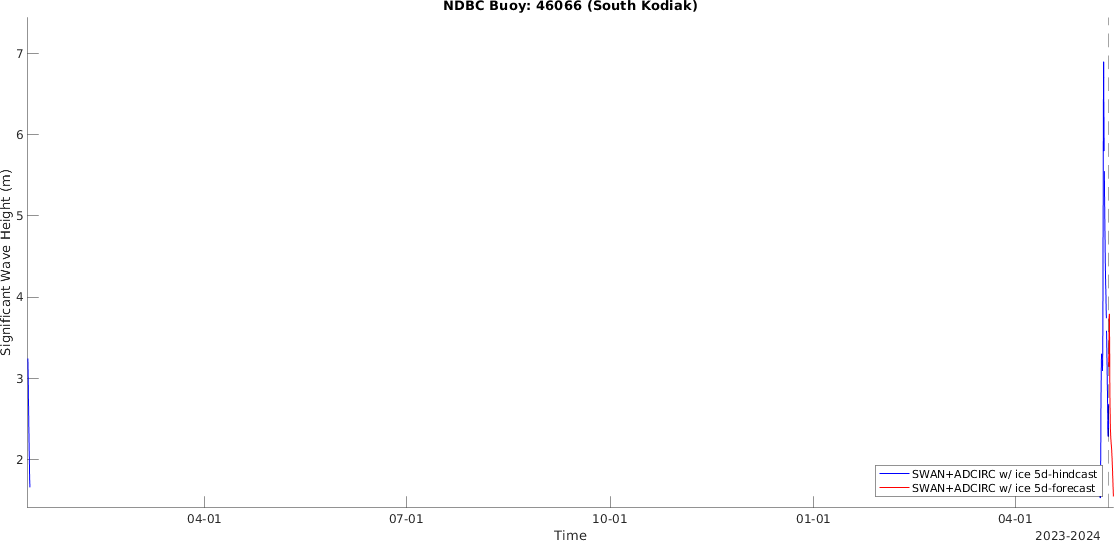 NDBC Buoy: 46066 (South Kodiak)
7
6
5
4
3
2
Significant Wave Height (m)
SWAN+ADCIRC w/ ice 5d-hindcast
SWAN+ADCIRC w/ ice 5d-forecast
04-01 07-01 10-01 01-01 04-01
Time
2023-2024